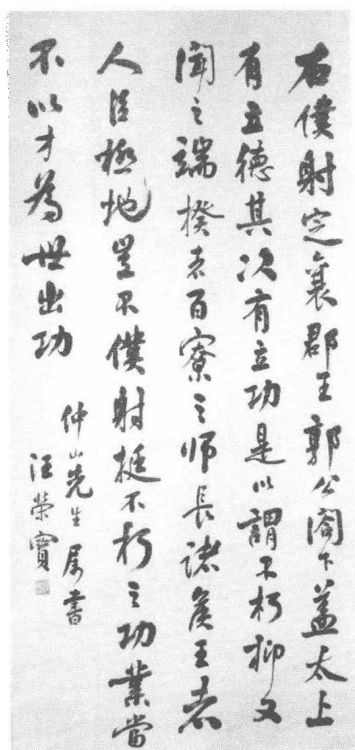 右僕射定襄郡王郭公閤下蓋太上
有立德其次有立功是以謂不朽抑又
聞之端揆者百寮之师長諸矦王者
人臣極地豈不僕射挺不朽之功業當
不以才為世出功
仲山先生屬書
汪榮寶